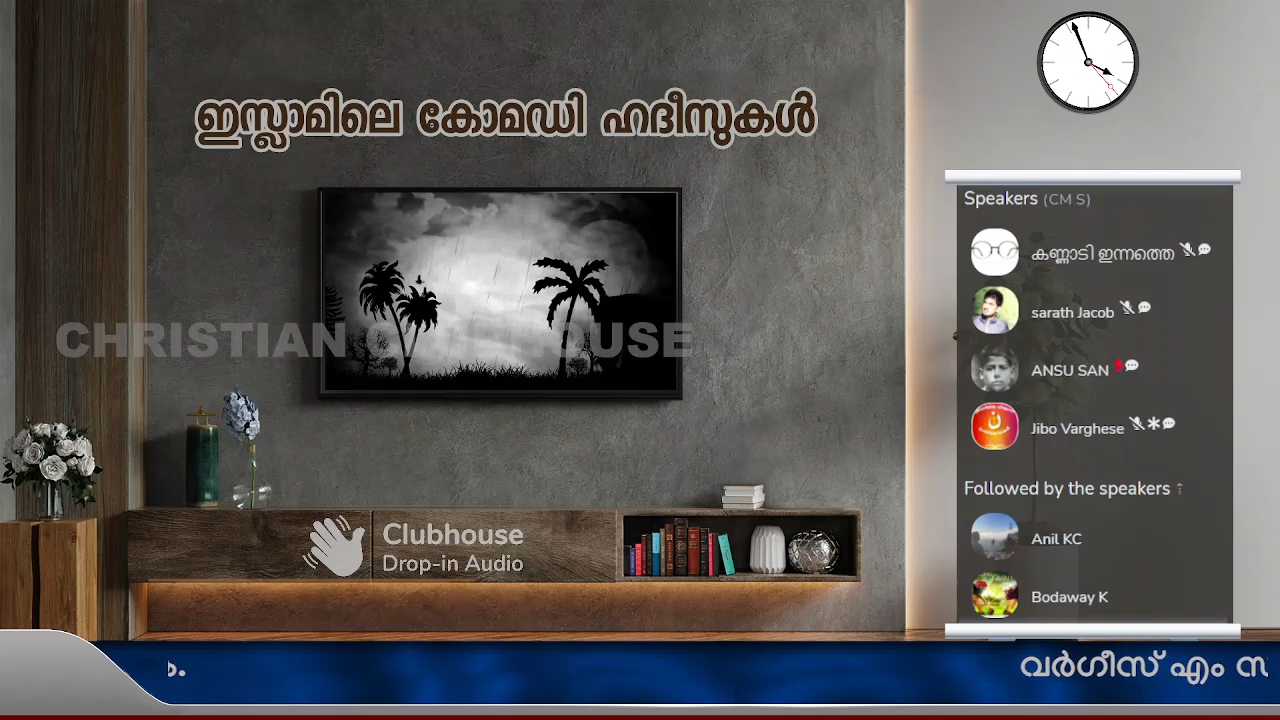 ഇസ്ലാമിലെ കോമഡി ഹദീസുകൾ
CHRISTIAN CLUBHOUSE
Clubhouse
Drop-in Audio
Speakers (CM S)
കണ്ണാടി ഇന്നത്തെ
sarath Jacob
ANSU SAN
Jibo Varghese
Followed by the speakers ↑
Anil KC
Bodaway K
വർഗീസ് എം സ